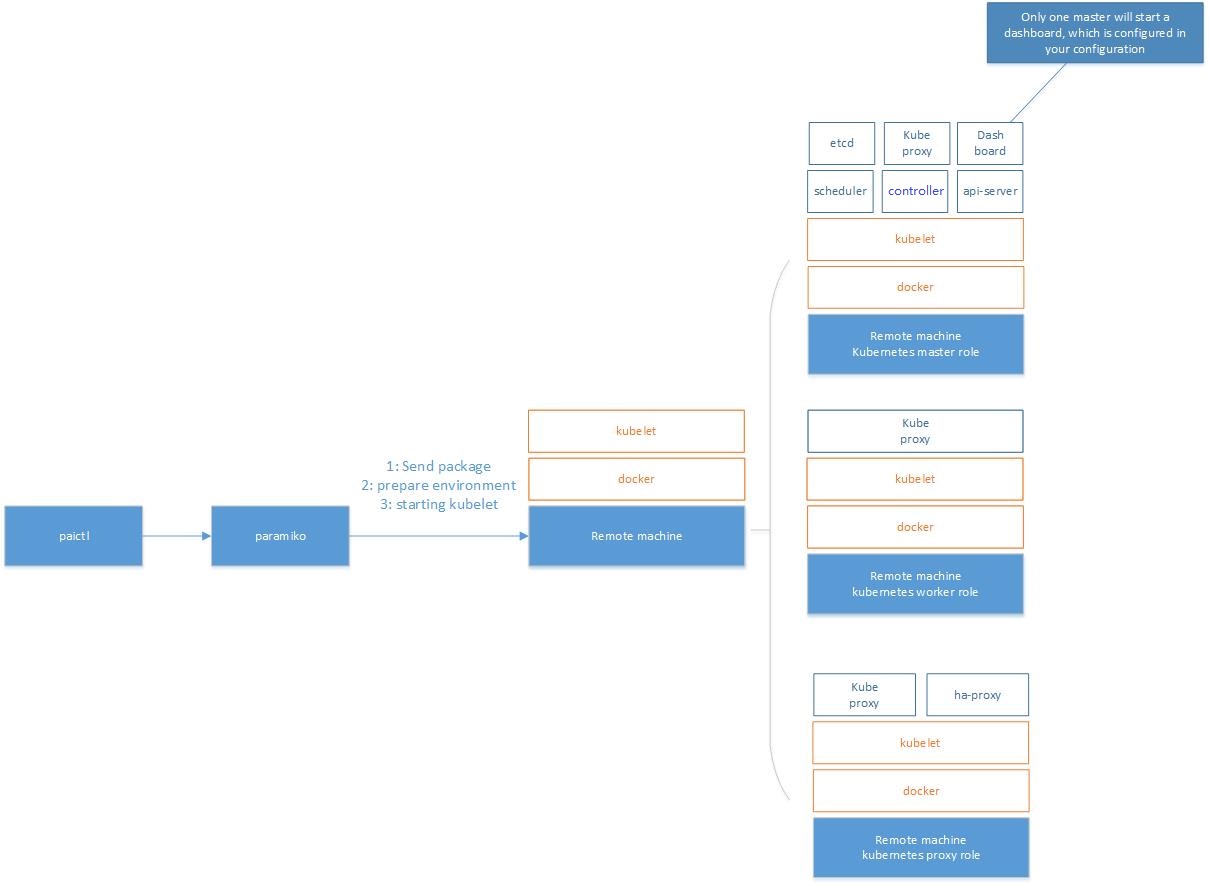 Only one master will start a
dashboard, which is configured in
your configuration
etcd
Kube
proxy
Dash
board
scheduler
controller
api-server
kubelet
docker
Remote machine
Kubernetes master role
kubelet
docker
Remote machine
1: Send package
2: prepare environment
3: starting kubelet
paictl
paramiko
Kube
proxy
kubelet
docker
Remote machine
kubernetes worker role
Kube
proxy
ha-proxy
kubelet
docker
Remote machine
kubernetes proxy role